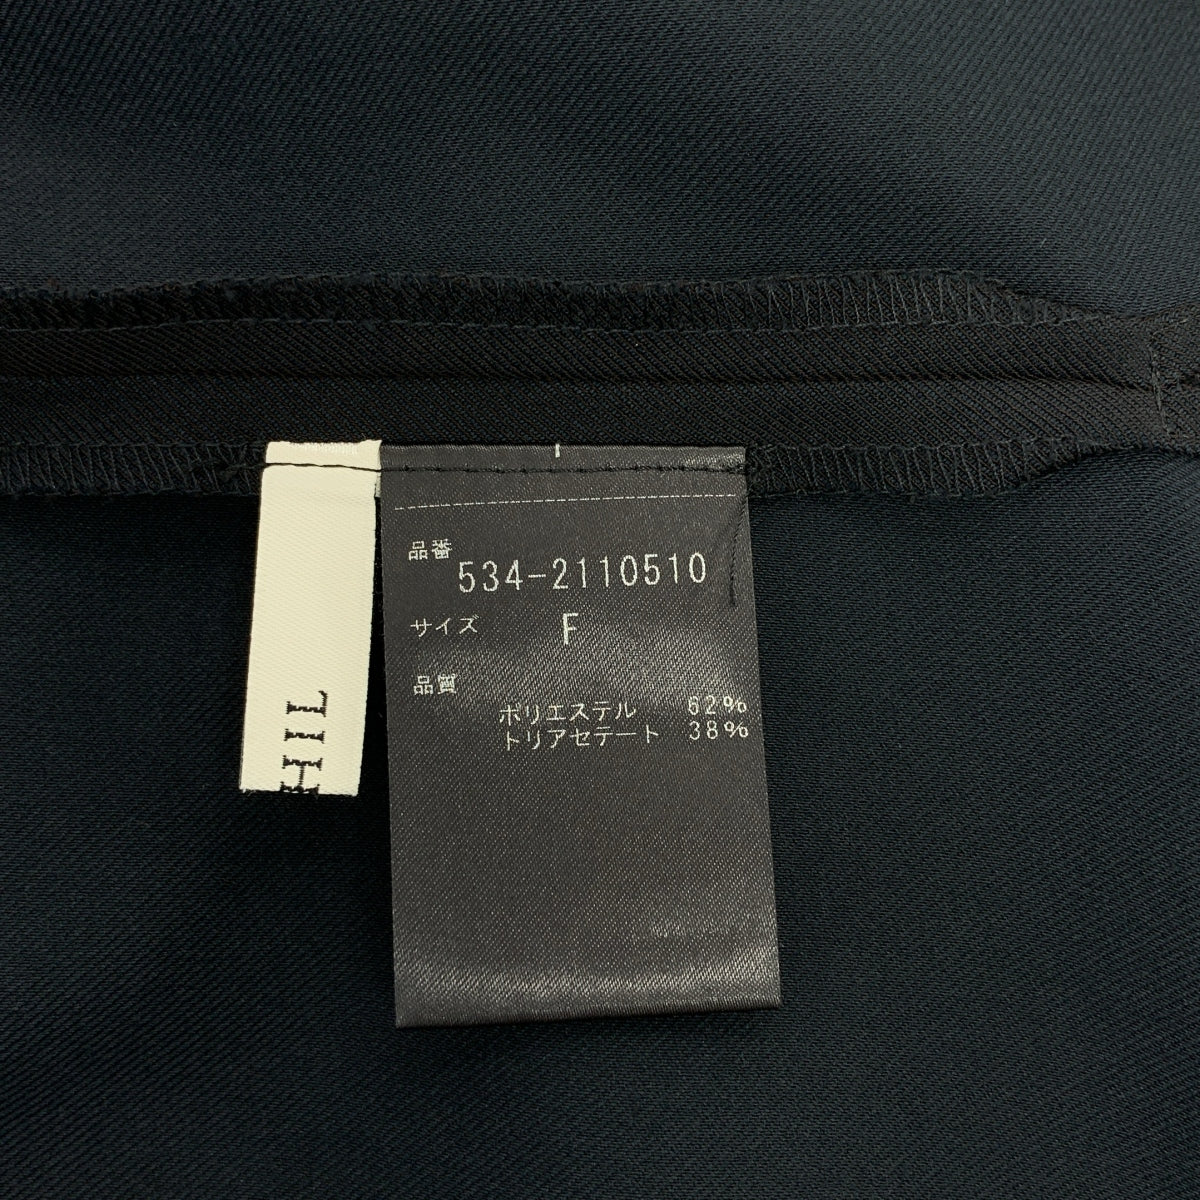 品番
534-2110510
サイズ F
品質
ポリエステル 62%
トリアセテート 38%
HIL